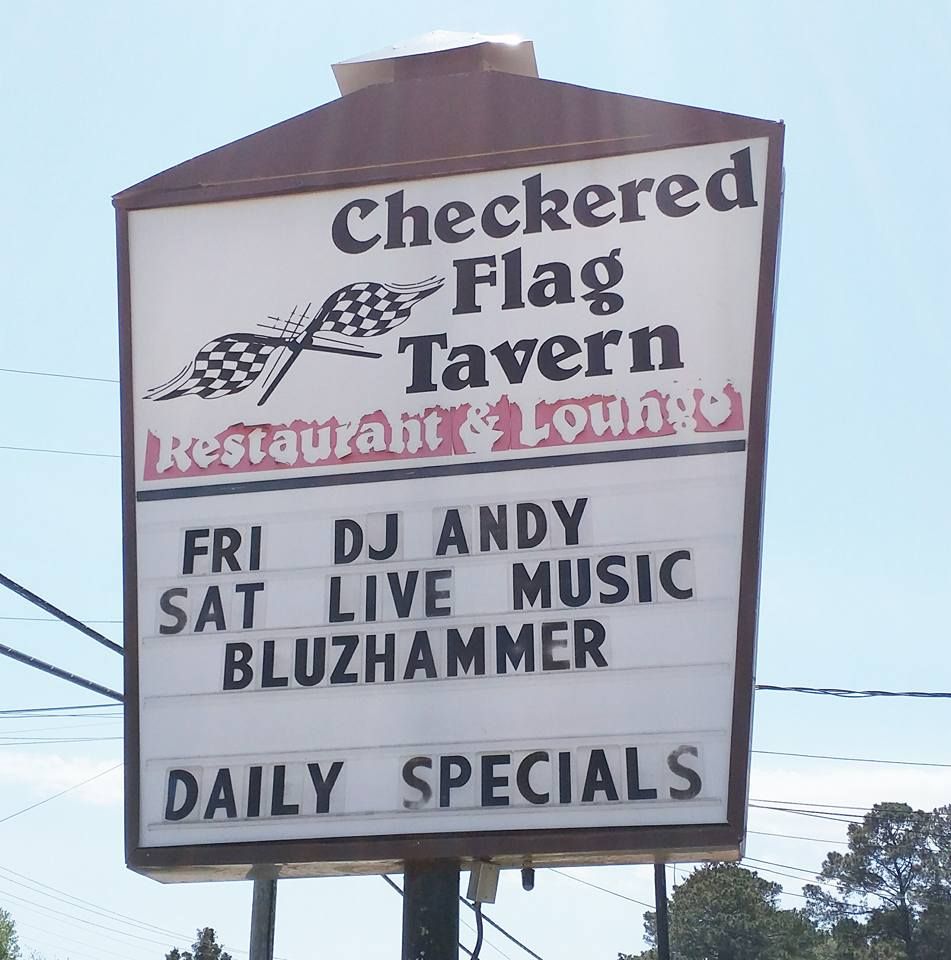 Checkered
Flag
Tavern
Restaurant & Lounge
FRI DJ ANDY
SAT LIVE MUSIC
BLUZHAMMER
DAILY SPECIALS